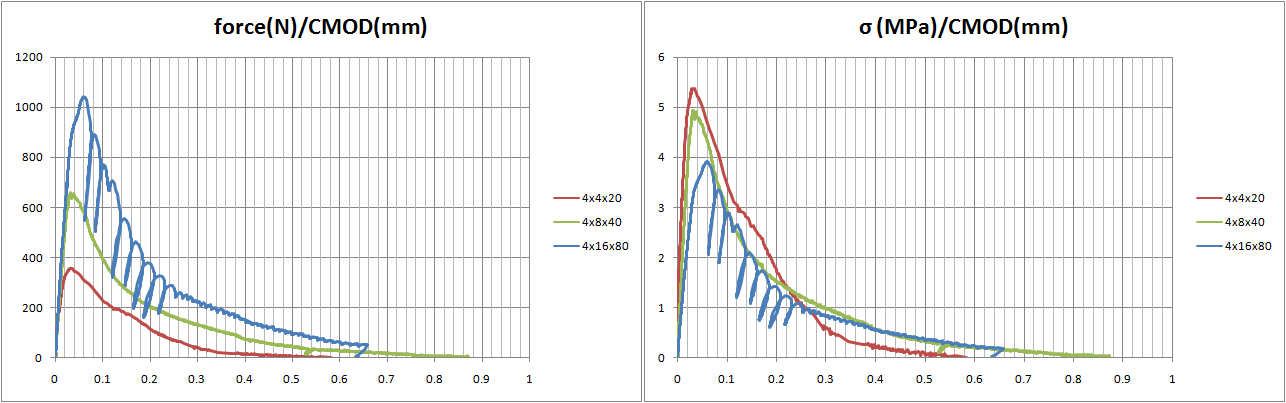 force(N)/CMOD(mm)
1200
1000
800
600
400
200
0
0 0.1 0.2 0.3 0.4 0.5 0.6 0.7 0.8 0.9 1
4x4x20
4x8x40
4x16x80
σ (MPa)/CMOD(mm)
6
5
4
3
2
1
0
0 0.1 0.2 0.3 0.4 0.5 0.6 0.7 0.8 0.9 1
4x4x20
4x8x40
4x16x80